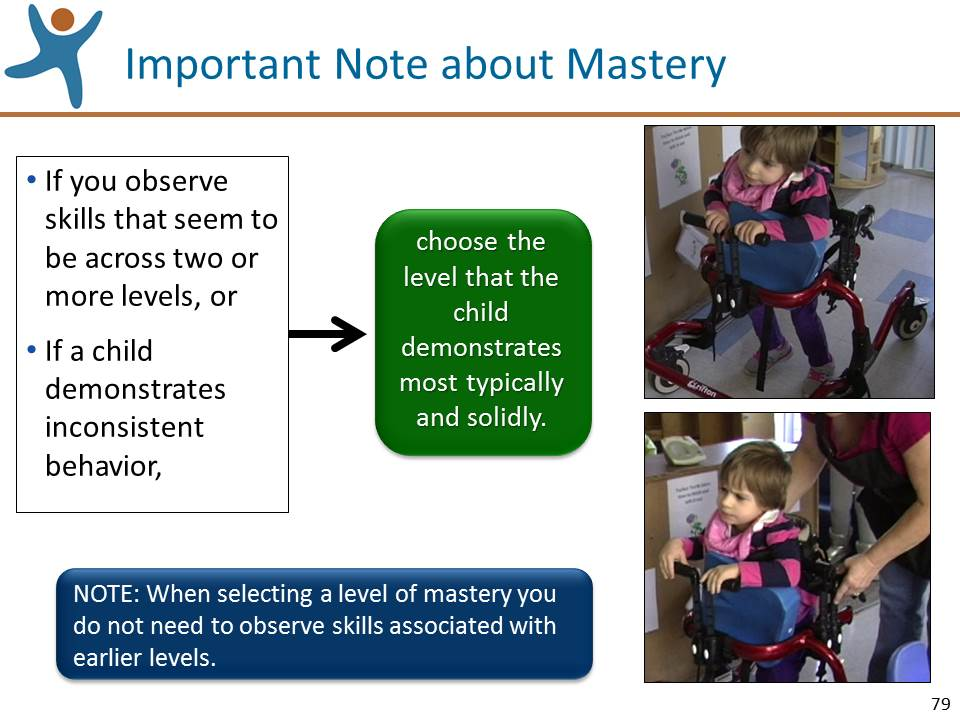 Important Note about Mastery
• If you observe
skills that seem to
be across two or
more levels, or
• If a child
demonstrates
inconsistent
behavior,
choose the
level that the
child
demonstrates
most typically
and solidly.
NOTE: When selecting a level of mastery you
do not need to observe skills associated with
earlier levels.
Rifton
79